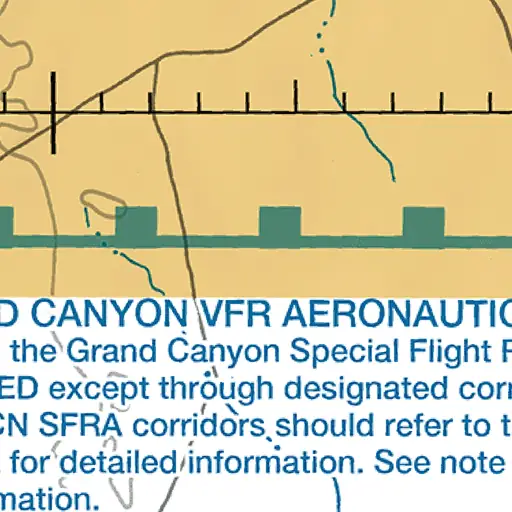 D CANYON VFR AERONAUTIC
the Grand Canyon Special Flight
ED except through designated corr
CN SFRA corridors should refer to t
for detailed information. See note
mation.